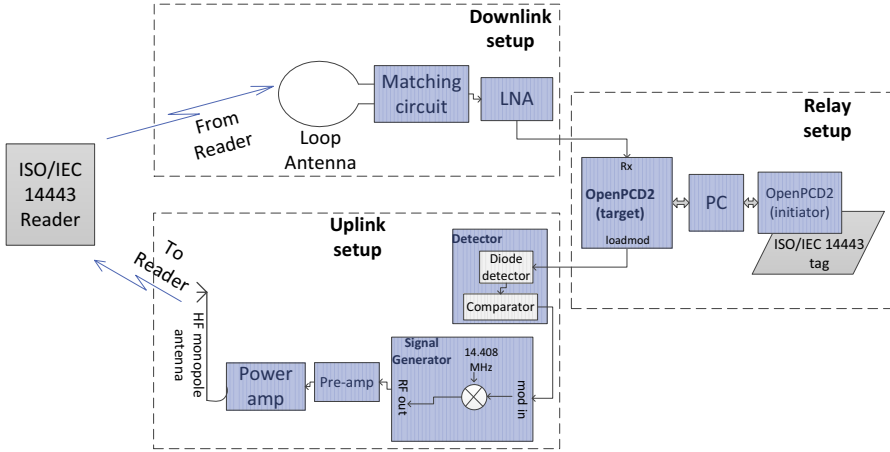 Downlink
setup
Matching
circuit
LNA
Loop
Antenna
From
Reader
ISO/IEC
14443
Reader
Relay
setup
Rx
OpenPCD2
(target)
loadmod
PC
OpenPCD2
(initiator)
ISO/IEC 14443
tag
Uplink
setup
To
Reader
Detector
Diode
detector
Comparator
Signal
Generator
14.408
MHz
mod in
RF out
Pre-amp
Power
amp
HF monopole
antenna